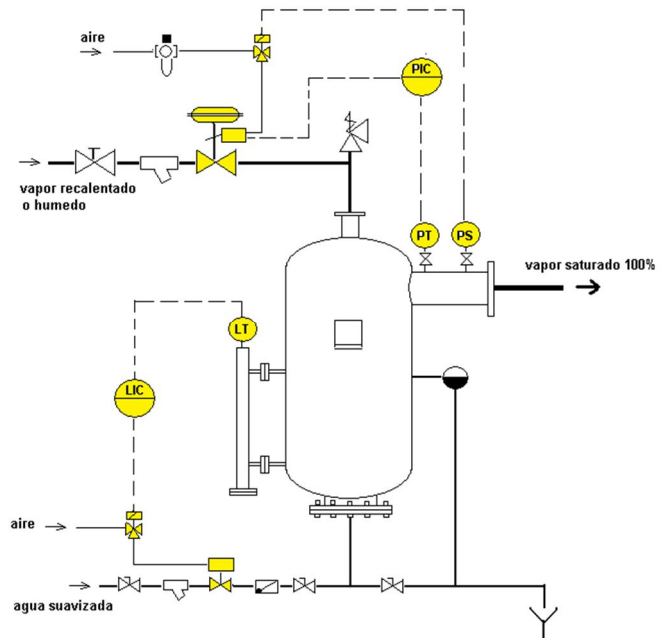 aire
PIC
vapor recalentado
o humedo
PT
PS
vapor saturado 100%
LT
LIC
aire
agua suavizada